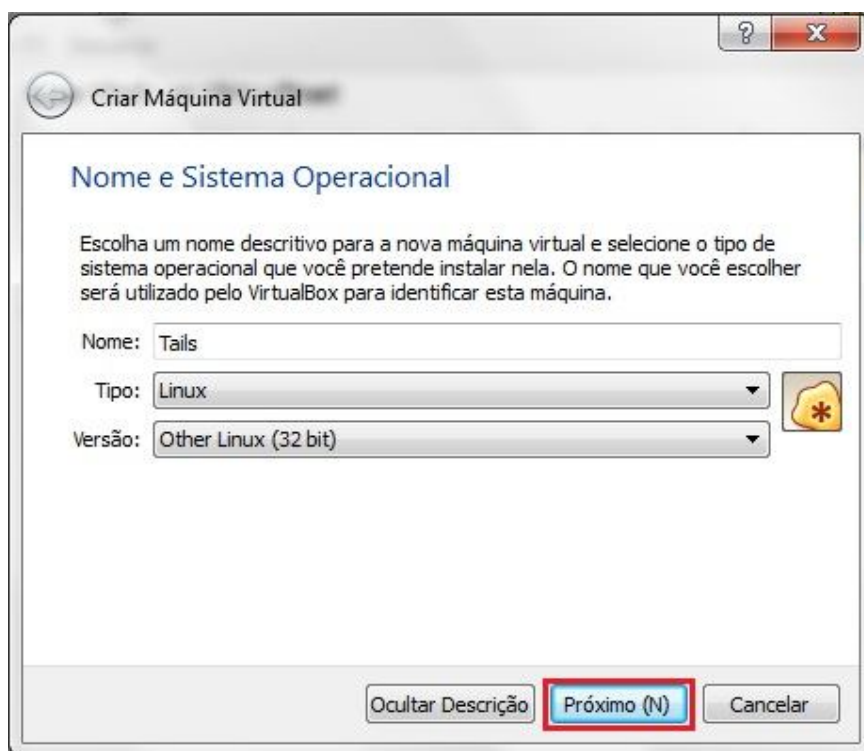 Criar Máquina Virtual
Nome e Sistema Operacional
Escolha um nome descritivo para a nova máquina virtual e selecione o tipo de
sistema operacional que você pretende instalar nela. O nome que você escolher
será utilizado pelo VirtualBox para identificar esta máquina.
Nome: Tails
Tipo: Linux
Versão: Other Linux (32 bit)
Ocultar Descrição Próximo (N) Cancelar